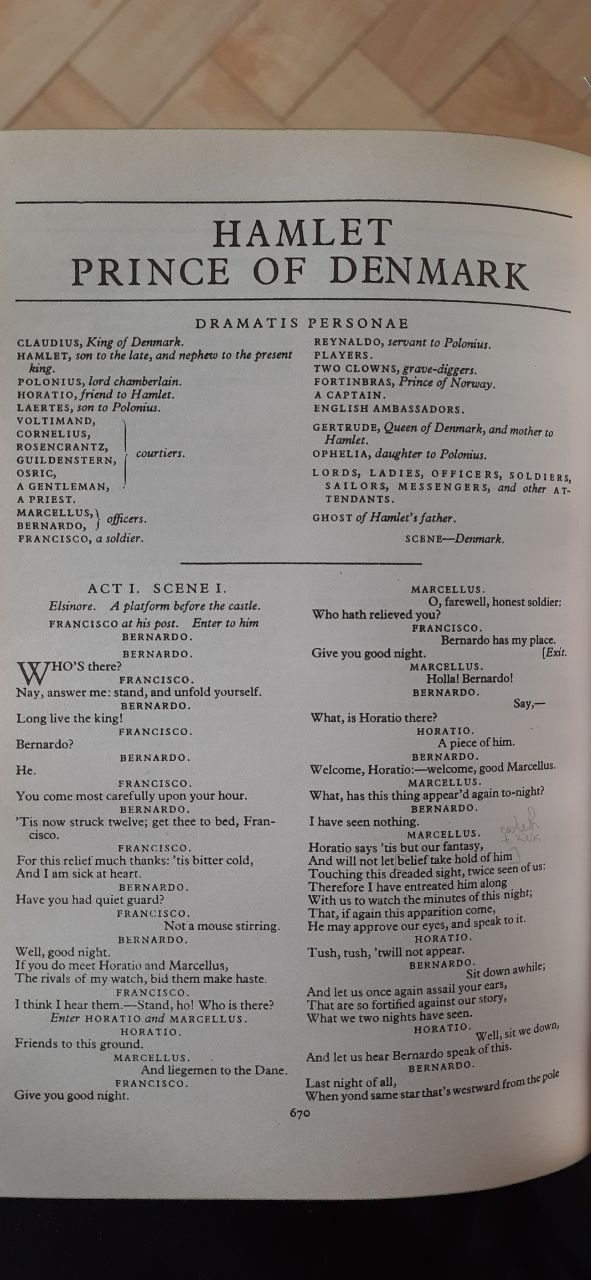 HAMLET
PRINCE OF DENMARK
DRAMATIS PERSONAE
CLAUDIUS, King of Denmark.
HAMLET, son to the late, and nephew to the present
king.
POLONIUS, lord chamberlain.
HORATIO, friend to Hamlet.
LAERTES, son to Polonius.
VOLTIMAND,
CORNELIUS,
ROSENCRANTZ,
GUILDENSTERN,
OSRIC,
A GENTLEMAN,
courtiers.
A PRIEST.
MARCELLUS,
BERNARDO,
officers.
FRANCISCO, a soldier.
REYNALDO, servant to Polonius.
PLAYERS.
TWO CLOWNS, grave-diggers.
FORTINBRAS, Prince of Norway.
A CAPTAIN.
ENGLISH AMBASSADORS.
GERTRUDE, Queen of Denmark, and mother to
Hamlet.
OPHELIA, daughter to Polonius.
LORDS, LADIES, OFFICERS, SOLDIERS,
SAILORS, MESSENGERS, and other AT-
TENDANTS.
GHOST of Hamlet's father.
SCENE—Denmark.
ACT I. SCENE I.
Elsinore. A platform before the castle.
FRANCISCO at his post. Enter to him
BERNARDO.
BERNARDO.
WHO'S there?
FRANCISCO.
Nay, answer me: stand, and unfold yourself.
BERNARDO.
Long live the king!
FRANCISCO.
Bernardo?
BERNARDO.
He.
FRANCISCO.
You come most carefully upon your hour.
BERNARDO.
'Tis now struck twelve; get thee to bed, Fran-
cisco.
FRANCISCO.
For this relief much thanks: 'tis bitter cold,
And I am sick at heart.
BERNARDO.
Have you had quiet guard?
FRANCISCO.
Not a mouse stirring.
BERNARDO.
Well, good night.
If you do meet Horatio and Marcellus,
The rivals of my watch, bid them make haste.
FRANCISCO.
I think I hear them.—Stand, ho! Who is there?
Enter HORATIO and MARCELLUS.
HORATIO.
Friends to this ground.
MARCELLUS.
And liegemen to the Dane.
FRANCISCO.
Give you good night.
MARCELLUS.
O, farewell, honest soldier:
Who hath relieved you?
FRANCISCO.
Bernardo has my place.
Give you good night. [Exit.
MARCELLUS.
Holla! Bernardo!
BERNARDO.
Say,—
What, is Horatio there?
HORATIO.
A piece of him.
BERNARDO.
Welcome, Horatio:—welcome, good Marcellus.
MARCELLUS.
What, has this thing appear'd again to-night?
BERNARDO.
I have seen nothing.
MARCELLUS.
Horatio says 'tis but our fantasy,
And will not let belief take hold of him
Touching this dreaded sight, twice seen of us:
Therefore I have entreated him along
With us to watch the minutes of this night;
That, if again this apparition come,
He may approve our eyes, and speak to it.
HORATIO.
Tush, tush, 'twill not appear.
BERNARDO.
Sit down awhile;
And let us once again assail your ears,
That are so fortified against our story,
What we two nights have seen.
HORATIO.
Well, sit we down,
And let us hear Bernardo speak of this.
BERNARDO.
Last night of all,
When yond same star that's westward from the pole
670